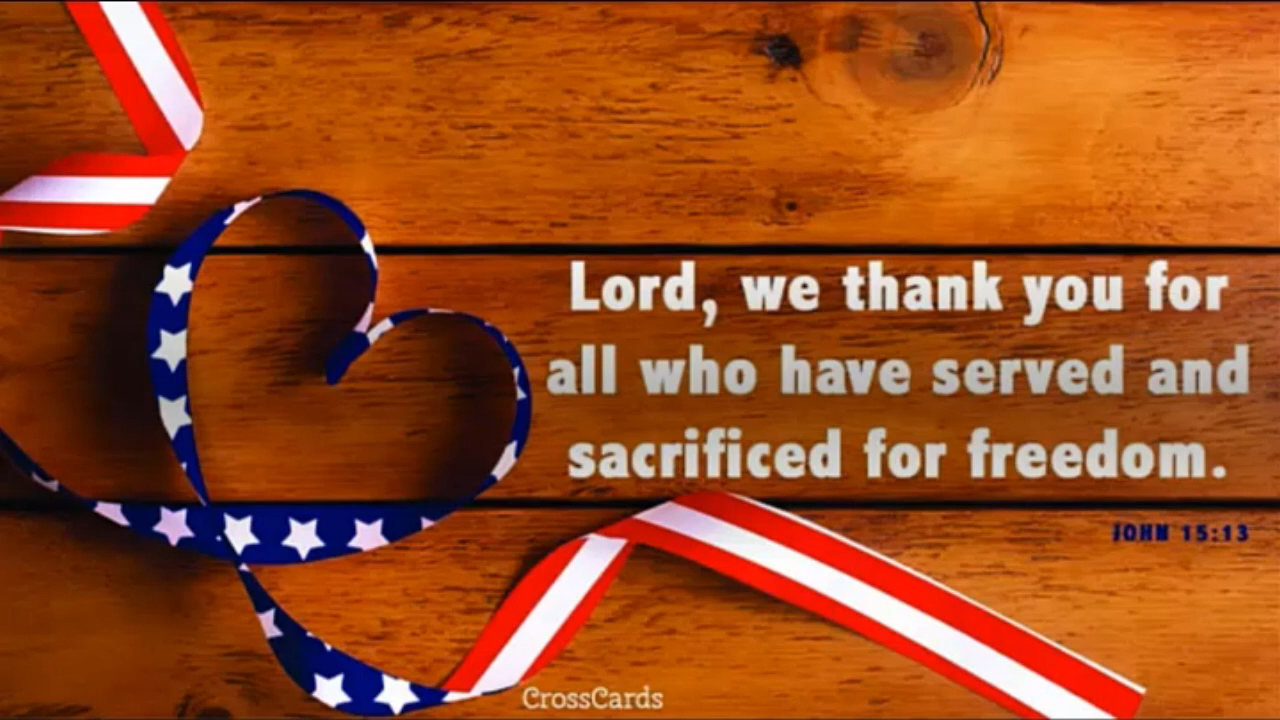 Lord, we thank you for
all who have served and
sacrificed for freedom.
JOHN 15:13
CrossCards